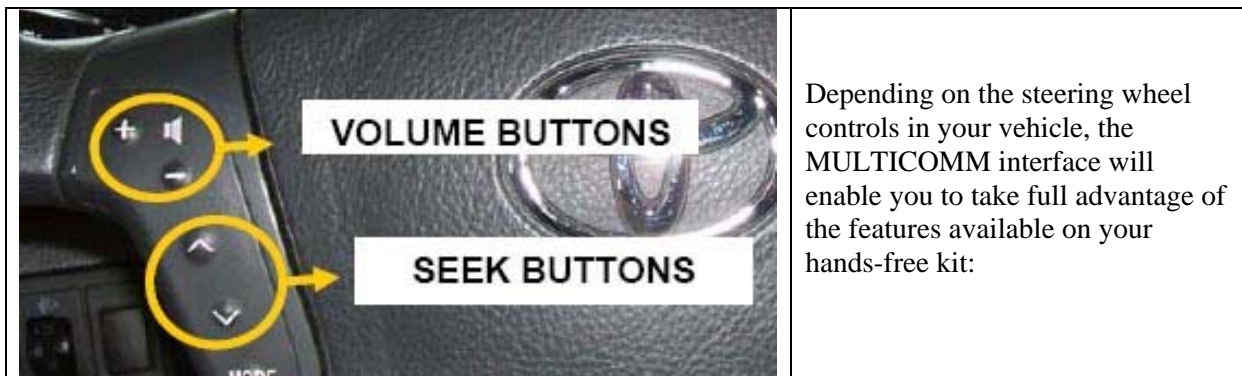 +
-
VOLUME BUTTONS
SEEK BUTTONS
MODE
Depending on the steering wheel
controls in your vehicle, the
MULTICOMM interface will
enable you to take full advantage of
the features available on your
hands-free kit: